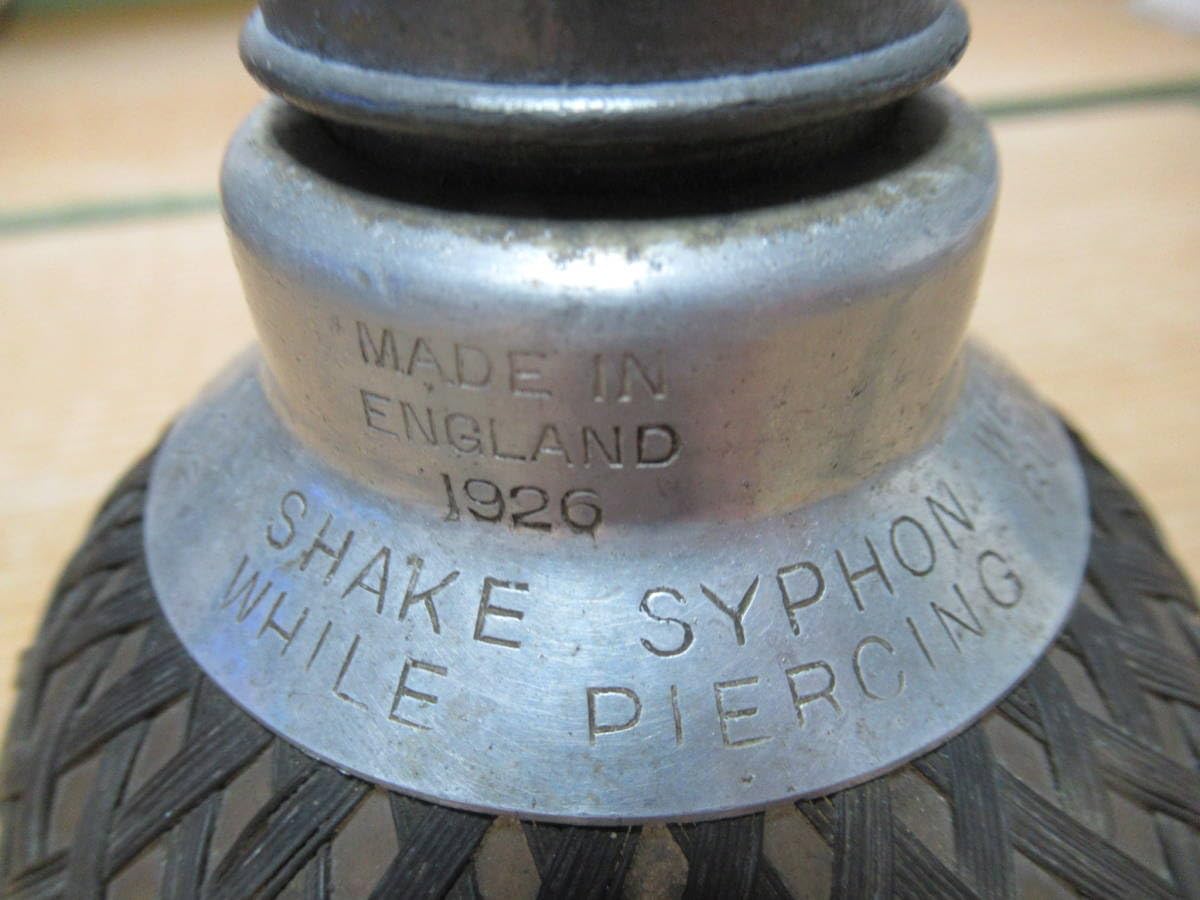 MADE IN
ENGLAND
1926
SHAKE SYPHON
WHILE PIERCING